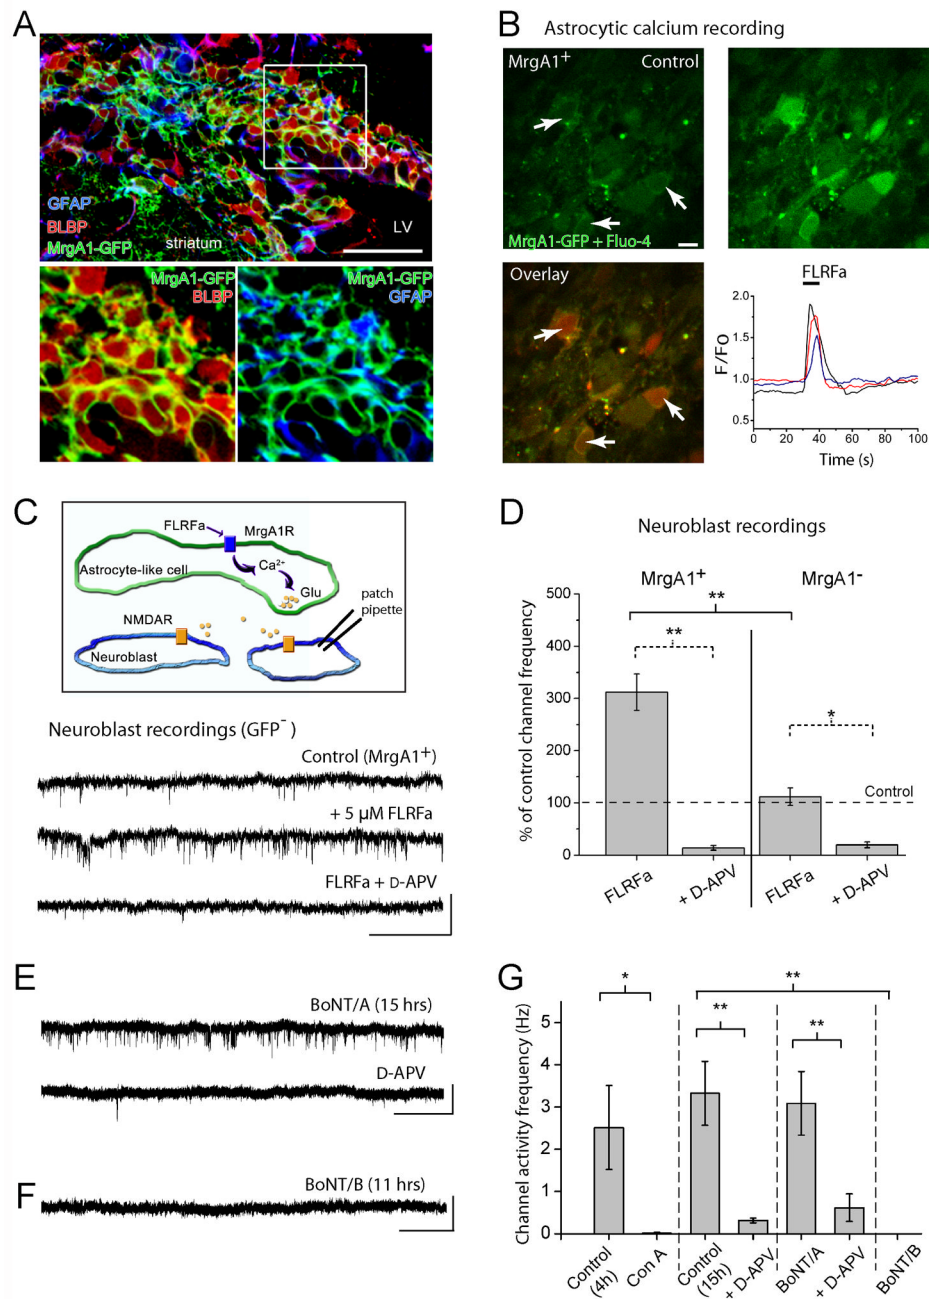 A
GFAP
BLBP
MrgA1-GFP
striatum
LV
MrgA1-GFP
BLBP
MrgA1-GFP
GFAP
B
Astrocytic calcium recording
MrgA1+
Control
MrgA1-GFP + Fluo-4
Overlay
FLRFa
2.0
1.5
1.0
0.5
F/Fo
0
20
40
60
80
100
Time (s)
C
FLRFa
MrgA1R
Astrocyte-like cell
Ca2+
Glu
NMDAR
patch
pipette
Neuroblast
Neuroblast recordings (GFP-)
Control (MrgA1+)
+ 5 µM FLRFa
FLRFa + D-APV
D
Neuroblast recordings
MrgA1+
MrgA1-
**
**
*
Control
500
400
300
200
100
0
% of control channel frequency
FLRFa
+ D-APV
FLRFa
+ D-APV
E
BoNT/A (15 hrs)
D-APV
F
BoNT/B (11 hrs)
G
*
**
**
**
5
4
3
2
1
0
Channel activity frequency (Hz)
Control
(4h)
Con A
Control
(15h)
+ D-APV
BoNT/A
+ D-APV
BoNT/B